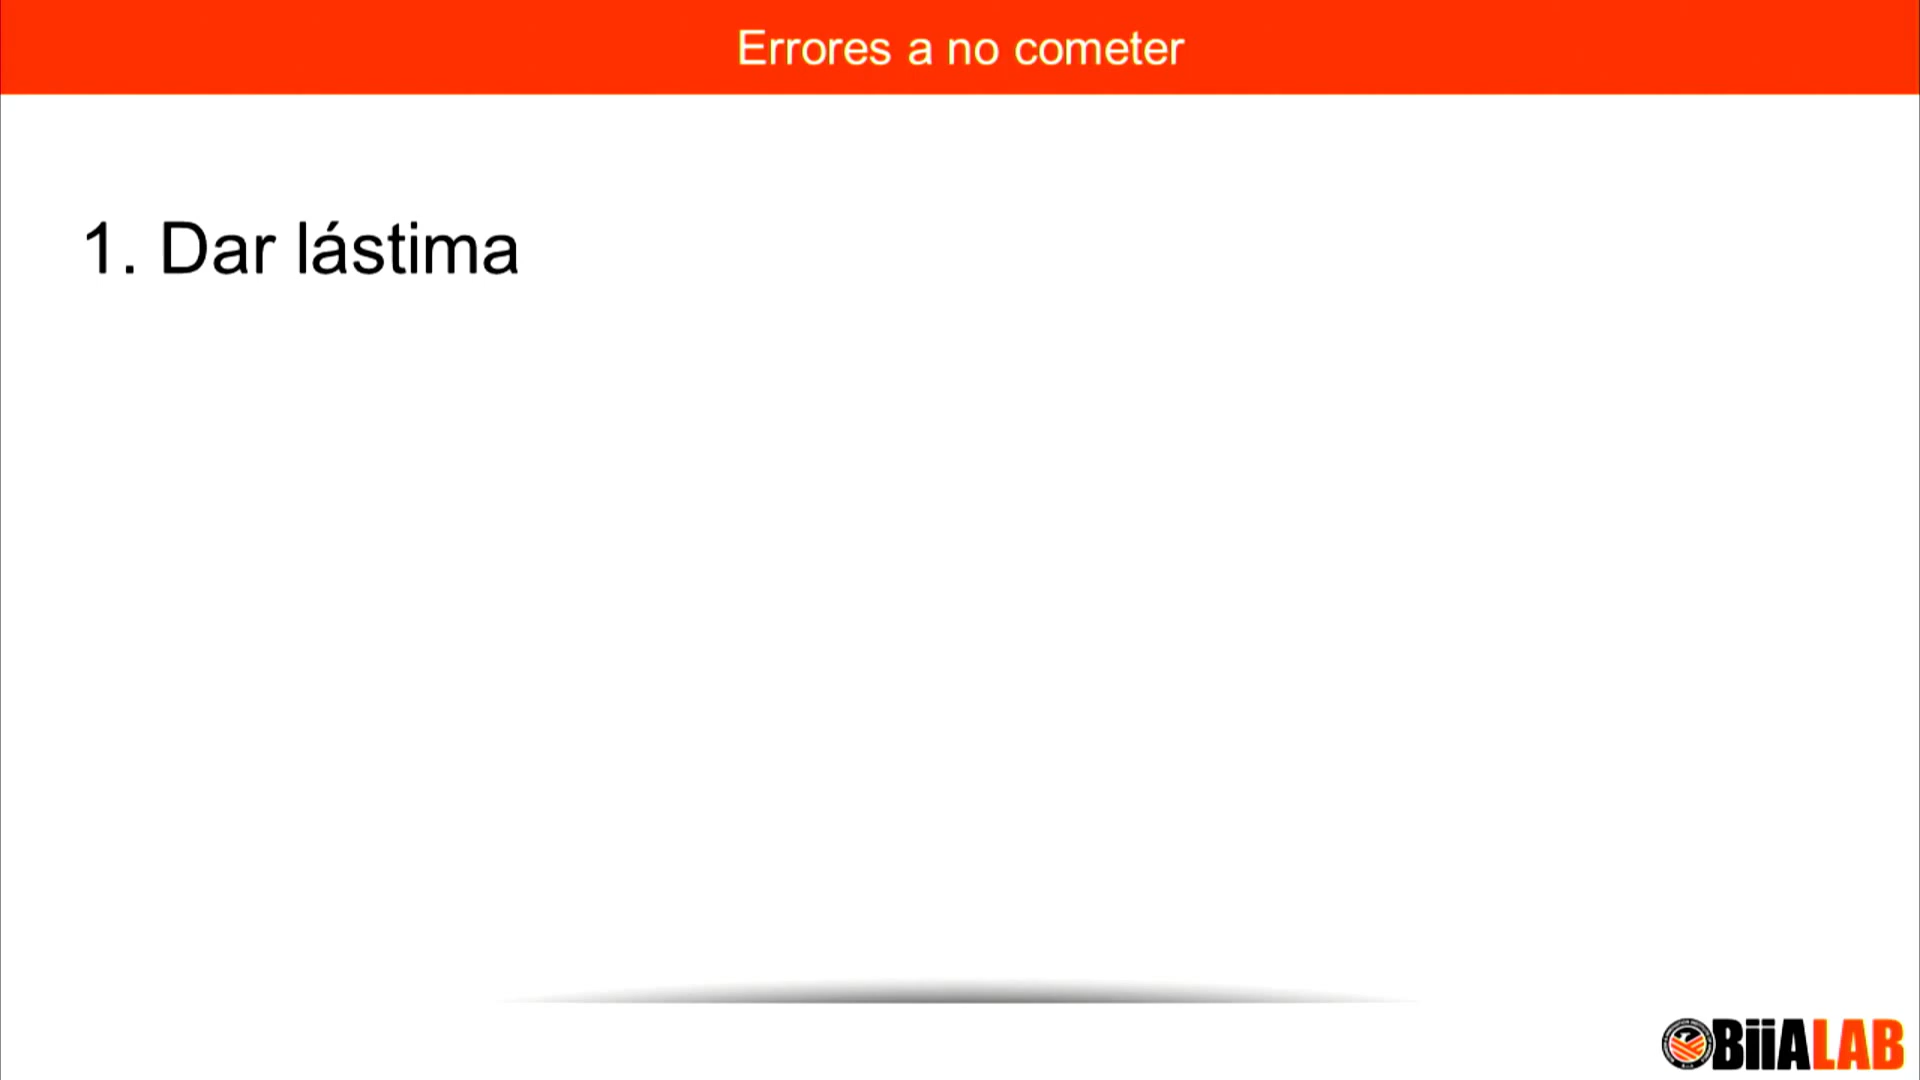 Errores a no cometer
1. Dar lástima
BiiALAB